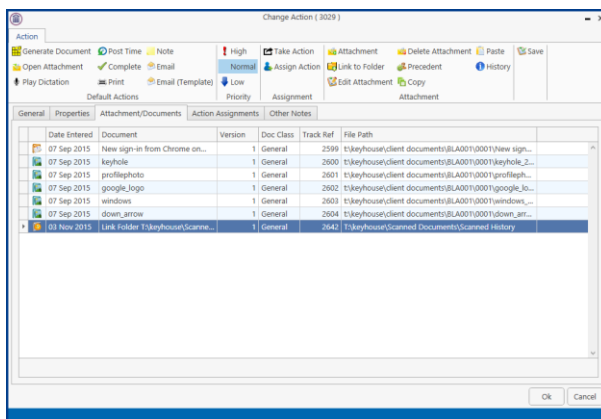 Change Action ( 3029 )
Action
Generate Document Post Time Note High Take Action Attachment Delete Attachment Paste Save
Open Attachment Complete Email Normal Assign Action Link to Folder Precedent History
Play Dictation Print Email (Template) Low Edit Attachment Copy
Default Actions Priority Assignment Attachment
General Properties Attachment/Documents Action Assignments Other Notes
Date Entered Document Version Doc Class Track Ref File Path
07 Sep 2015 New sign-in from Chrome on... 1 General 2599 t:\keyhouse\client documents\BLA001\0001\New sign...
07 Sep 2015 keyhole 1 General 2600 t:\keyhouse\client documents\BLA001\0001\keyhole_2...
07 Sep 2015 profilephoto 1 General 2601 t:\keyhouse\client documents\BLA001\0001\profileph...
07 Sep 2015 google_logo 1 General 2602 t:\keyhouse\client documents\BLA001\0001\google_lo...
07 Sep 2015 windows 1 General 2603 t:\keyhouse\client documents\BLA001\0001\windows_...
07 Sep 2015 down_arrow 1 General 2604 t:\keyhouse\client documents\BLA001\0001\down_arr...
03 Nov 2015 Link Folder T:\keyhouse\Scanne... 1 General 2642 T:\keyhouse\Scanned Documents\Scanned History
Ok Cancel